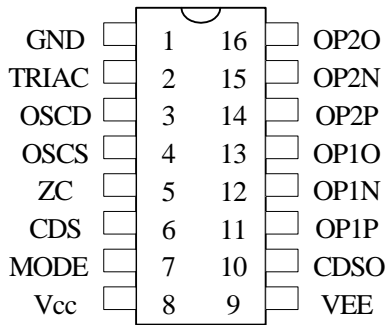 GND 1 16 OP2O
TRIAC 2 15 OP2N
OSCD 3 14 OP2P
OSCS 4 13 OP1O
ZC 5 12 OP1N
CDS 6 11 OP1P
MODE 7 10 CDSO
Vcc 8 9 VEE